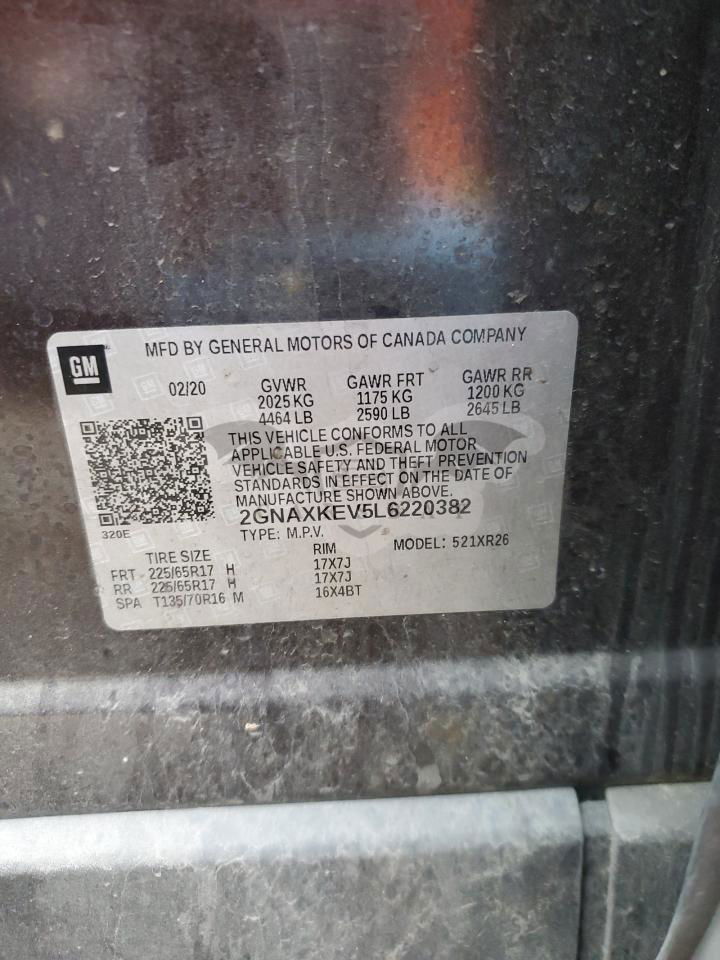 GM
MFD BY GENERAL MOTORS OF CANADA COMPANY
02/20 GVWR GAWR FRT GAWR RR
2025 KG 1175 KG 1200 KG
4464 LB 2590 LB 2645 LB
THIS VEHICLE CONFORMS TO ALL
APPLICABLE U.S. FEDERAL MOTOR
VEHICLE SAFETY AND THEFT PREVENTION
STANDARDS IN EFFECT ON THE DATE OF
MANUFACTURE SHOWN ABOVE.
2GNAXKEV5L6220382
320E
TYPE: M.P.V. MODEL: 521XR26
TIRE SIZE RIM
FRT 225/65R17 H 17X7J
RR 225/65R17 H 17X7J
SPA T135/70R16 M 16X4BT